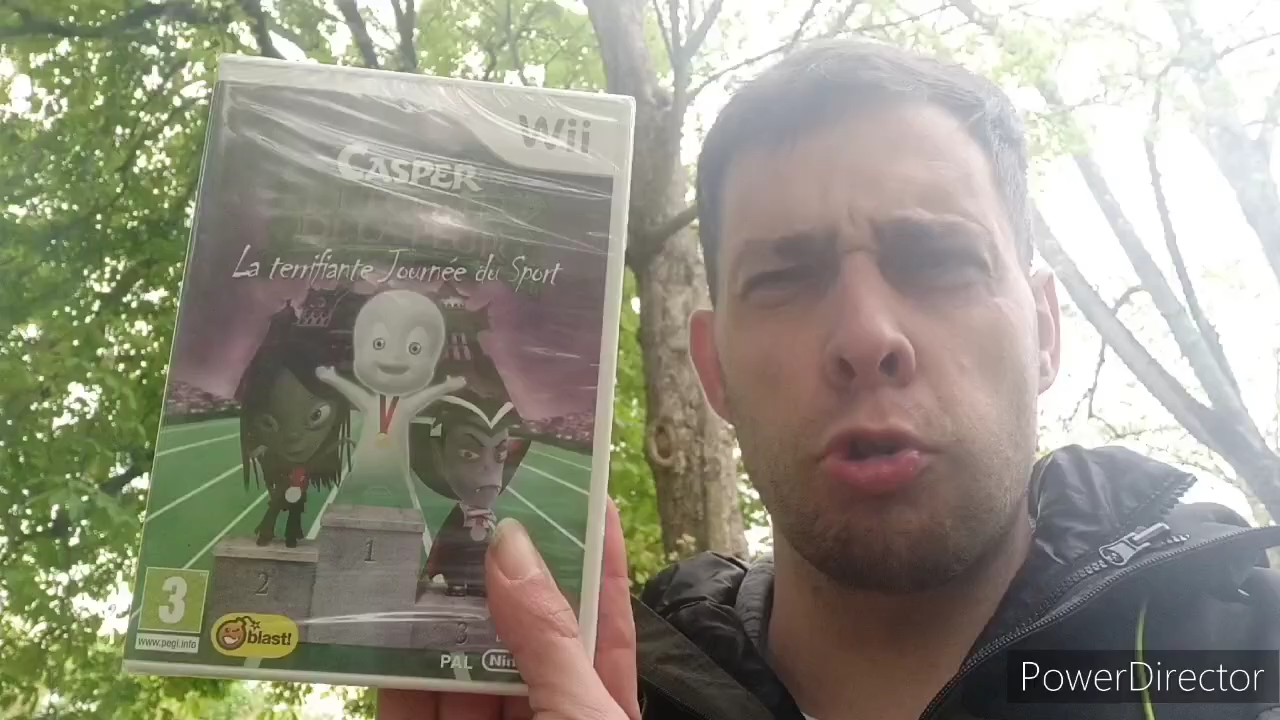 Wii
CASPER
La terrifiante Journée du Sport
1
2
3
3
www.pegi.info
blast!
PAL
PowerDirector